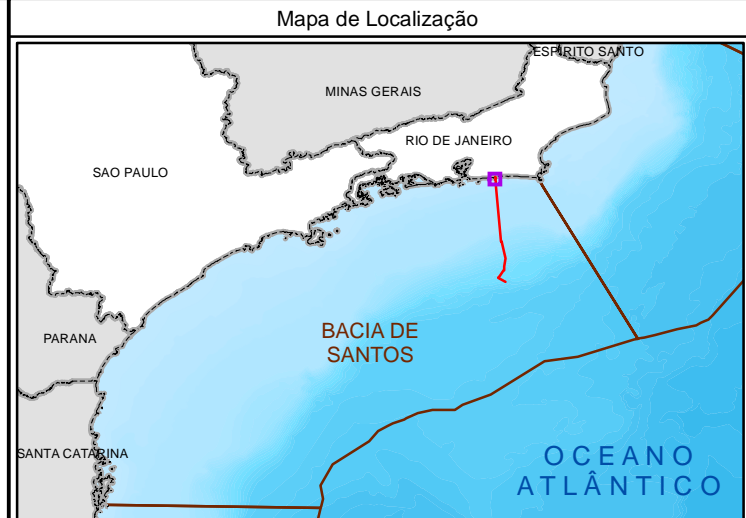 Mapa de Localização
ESPIRITO SANTO
MINAS GERAIS
RIO DE JANEIRO
SAO PAULO
BACIA DE
SANTOS
PARANA
SANTA CATARINA
OCEANO
ATLÂNTICO